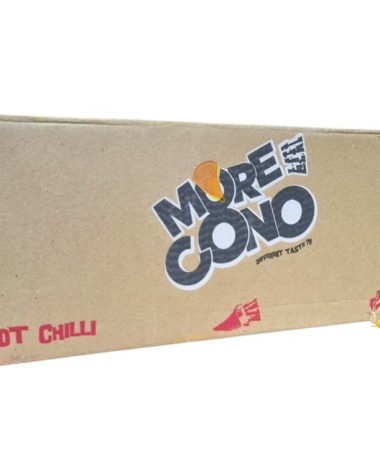 MORE
CONO
DIFFERENT TASTE !!!
OT CHILLI